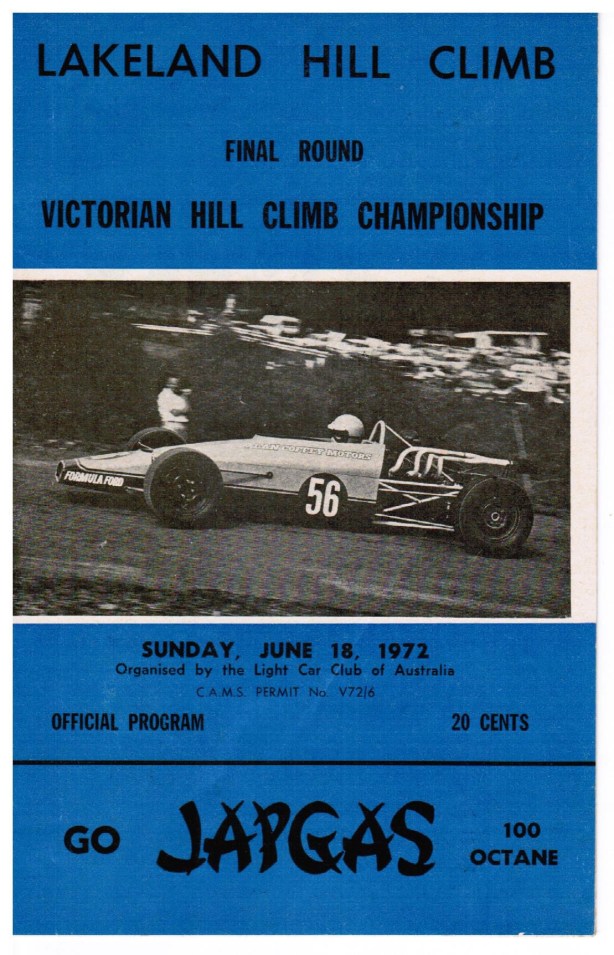 LAKELAND HILL CLIMB
FINAL ROUND
VICTORIAN HILL CLIMB CHAMPIONSHIP
FORMULA FORD
MOTORS
56
SUNDAY, JUNE 18, 1972
Organised by the Light Car Club of Australia
C.A.M.S. PERMIT No. V72/6
OFFICIAL PROGRAM 20 CENTS
GO JAPGAS 100 OCTANE